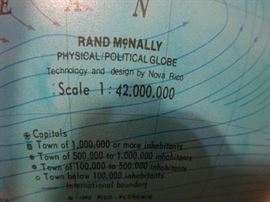 E A N
RAND McNALLY
PHYSICAL/POLITICAL GLOBE
Technology and design by Nova Rico
Scale 1:42.000.000
Capitals
Town of 1,000,000 or more inhabitants
Town of 500,000 to 1,000,000 inhabitants
Town of 100,000 to 500,000 inhabitants
Town below 100,000 inhabitants
International boundary
RICO FLORENCE